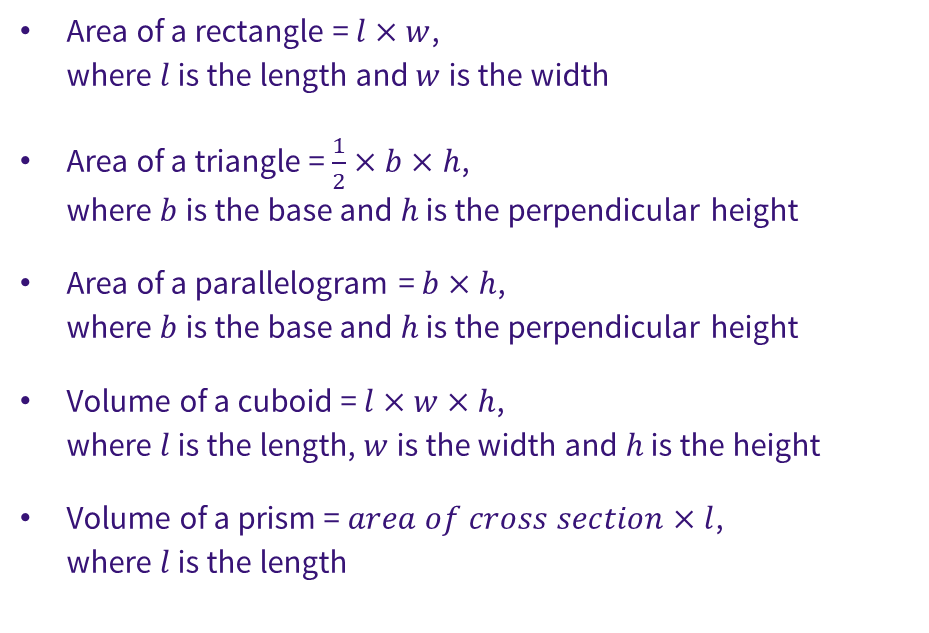 • Area of a rectangle = l × w,
where l is the length and w is the width
• Area of a triangle = 1/2 × b × h,
where b is the base and h is the perpendicular height
• Area of a parallelogram = b × h,
where b is the base and h is the perpendicular height
• Volume of a cuboid = l × w × h,
where l is the length, w is the width and h is the height
• Volume of a prism = area of cross section × l,
where l is the length